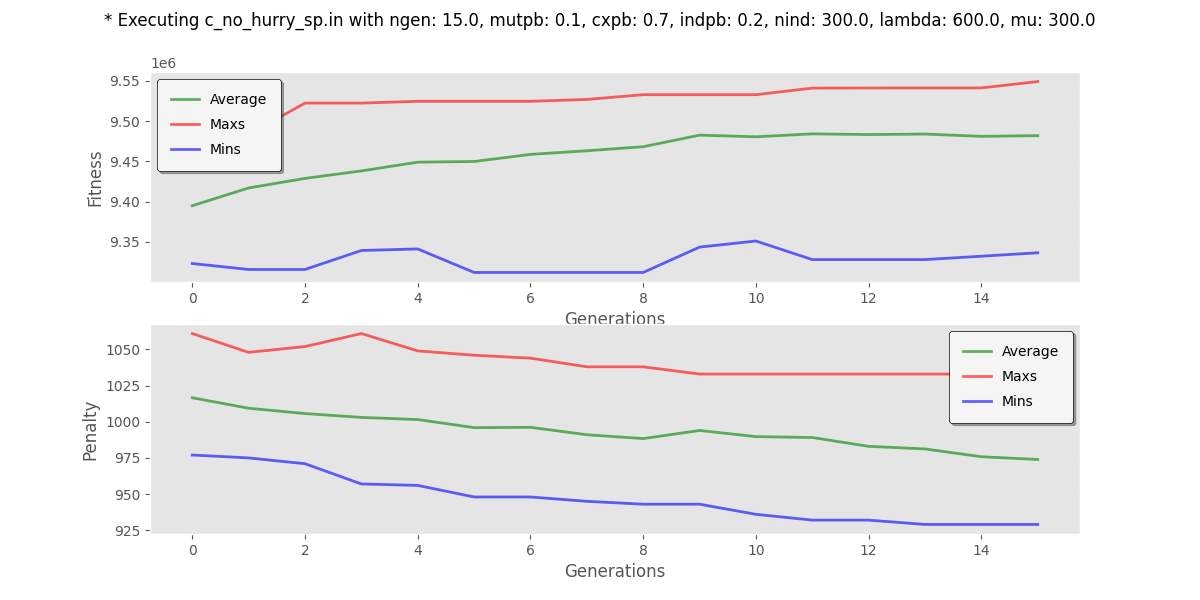 * Executing c_no_hurry_sp.in with ngen: 15.0, mutpb: 0.1, cxpb: 0.7, indpb: 0.2, nind: 300.0, lambda: 600.0, mu: 300.0
1e6
9.55
9.50
9.45
9.40
9.35
Fitness
Average
Maxs
Mins
0 2 4 6 8 10 12 14
Generations
1050
1025
1000
975
950
925
Penalty
Average
Maxs
Mins
0 2 4 6 8 10 12 14
Generations